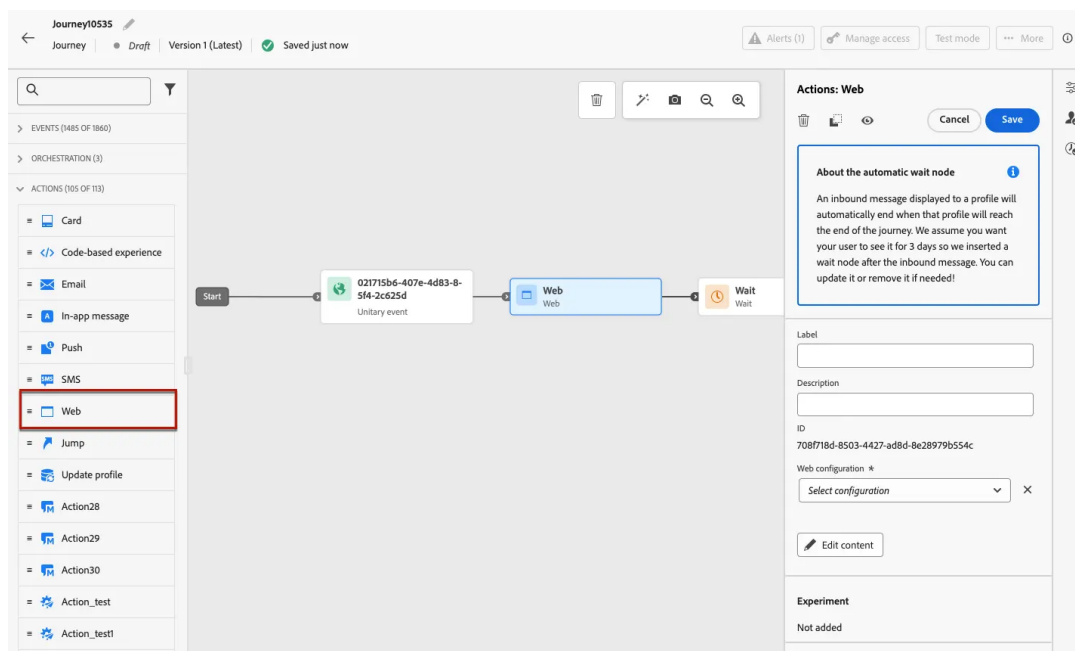 Journey10535
Journey
Draft
Version 1 (Latest)
Saved just now
Alerts (1)
Manage access
Test mode
More
EVENTS (1485 OF 1860)
ORCHESTRATION (3)
ACTIONS (105 OF 113)
Card
Code-based experience
Email
In-app message
Push
SMS
SMS
Web
Jump
Update profile
Action28
Action29
Action30
Action_test
Action_test1
Start
021715b6-407e-4d83-8-
5f4-2c625d
Unitary event
Web
Web
Wait
Wait
Actions: Web
Cancel
Save
About the automatic wait node
An inbound message displayed to a profile will
automatically end when that profile will reach
the end of the journey. We assume you want
your user to see it for 3 days so we inserted a
wait node after the inbound message. You can
update it or remove it if needed!
Label
Description
ID
708f718d-8503-4427-ad8d-8e28979b554c
Web configuration *
Select configuration
Edit content
Experiment
Not added